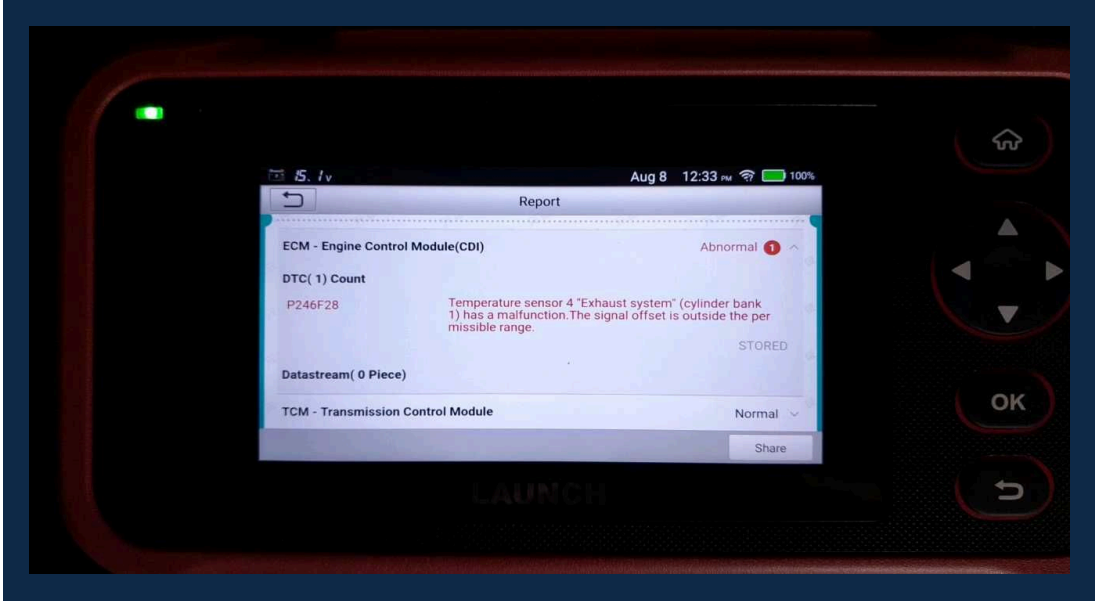 15.1v Aug 8 12:33 PM 100%
Report
ECM - Engine Control Module(CDI) Abnormal 1
DTC( 1) Count
P246F28 Temperature sensor 4 "Exhaust system" (cylinder bank
1) has a malfunction.The signal offset is outside the per
missible range.
STORED
Datastream( 0 Piece)
TCM - Transmission Control Module Normal
Share
OK
LAUNCH